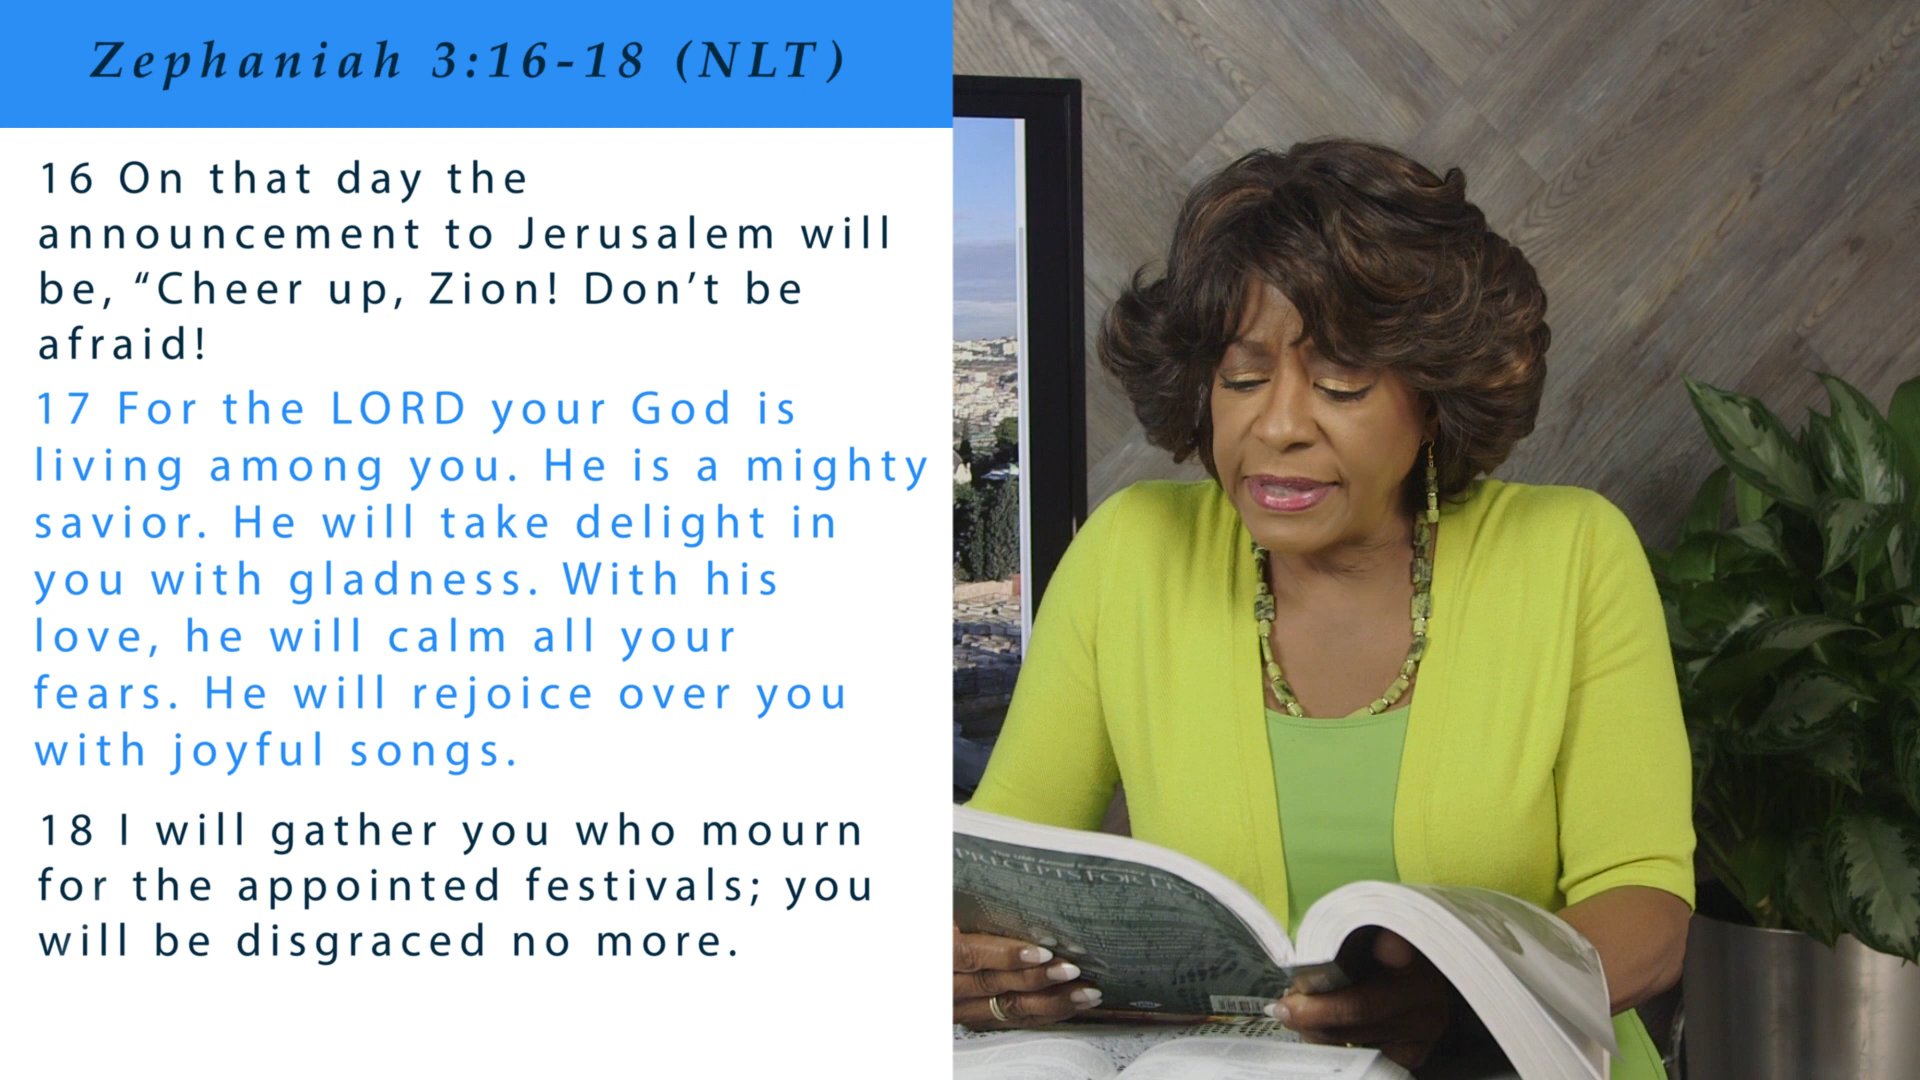 Zephaniah 3:16-18 (NLT)
16 On that day the
announcement to Jerusalem will
be, “Cheer up, Zion! Don’t be
afraid!
17 For the LORD your God is
living among you. He is a mighty
savior. He will take delight in
you with gladness. With his
love, he will calm all your
fears. He will rejoice over you
with joyful songs.
18 I will gather you who mourn
for the appointed festivals; you
will be disgraced no more.
PRECEPTS FOR